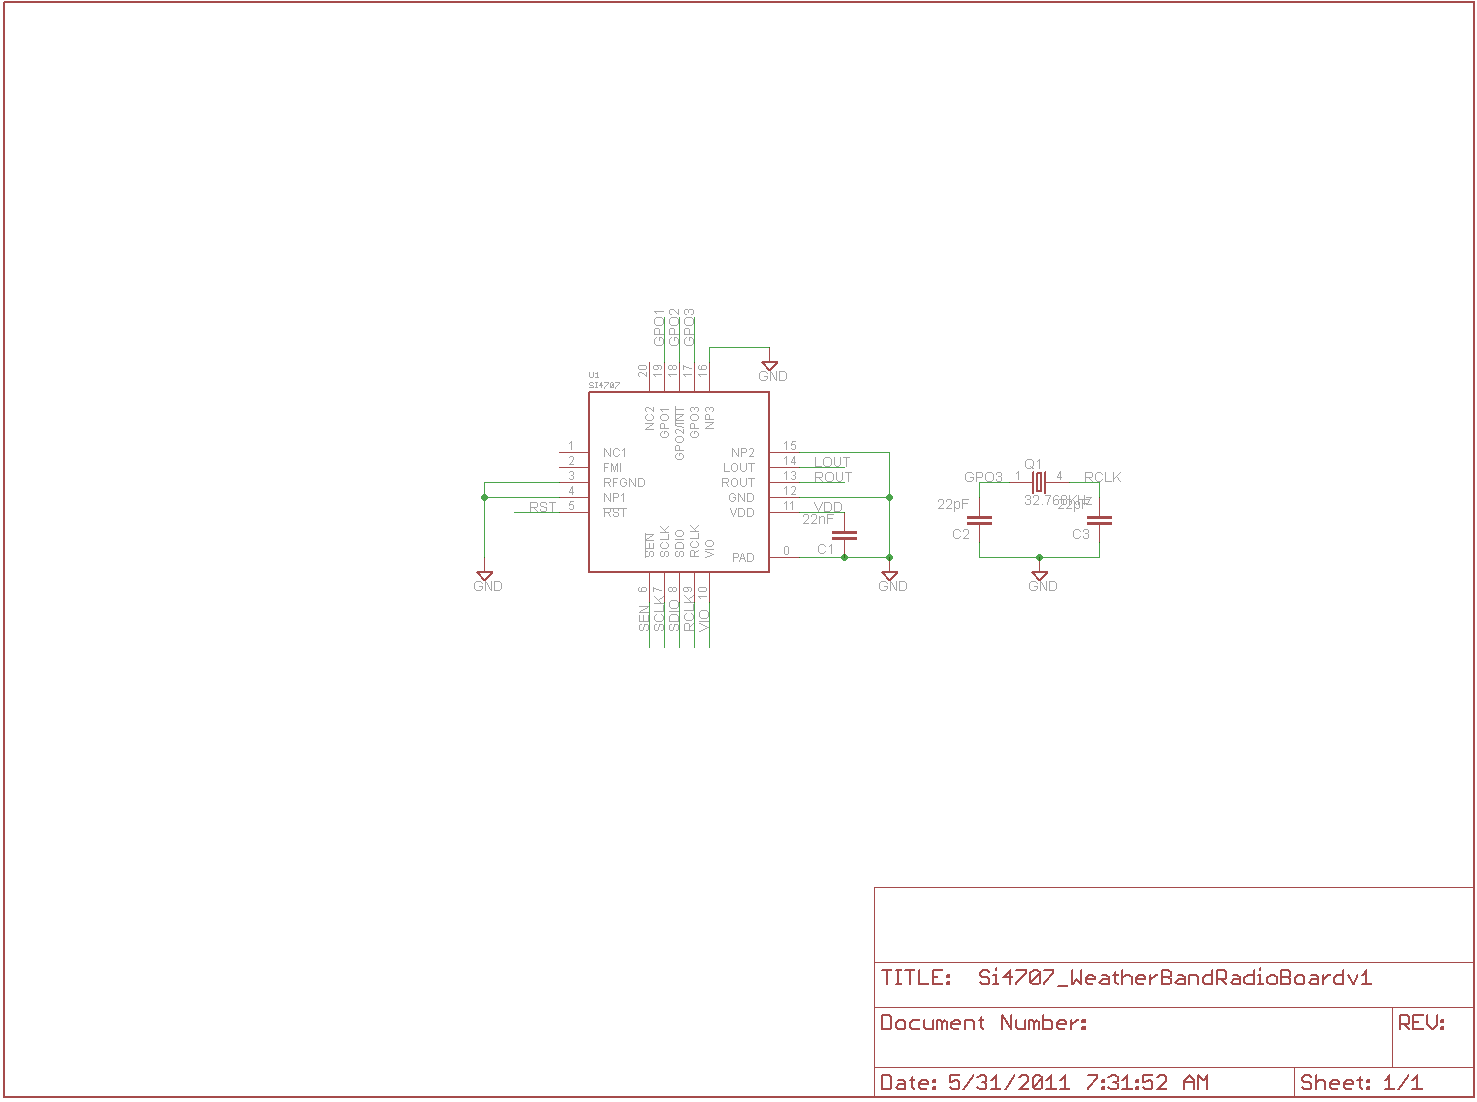 GPO1
GPO2
GPO3
20
19
18
17
16
GND
U1
SI4707
NC2
GPO1
GPO2/INT
GPO3
NP3
1
NC1
2
FMI
3
RFGND
4
NP1
RST
5
RST
NP2
15
LOUT
14
LOUT
ROUT
13
ROUT
GND
12
VDD
11
VDD
22nF
C1
PAD
0
SEN
SCLK
SDIO
RCLK
VIO
6
7
8
9
10
SEN
SCLK
SDIO
RCLK
VIO
GND
GND
Q1
GPO3
1
4
RCLK
32.768KHz
22pF
22pF
C2
C3
GND
TITLE: Si4707_WeatherBandRadioBoardv1
Document Number:
REV:
Date: 5/31/2011 7:31:52 AM
Sheet: 1/1